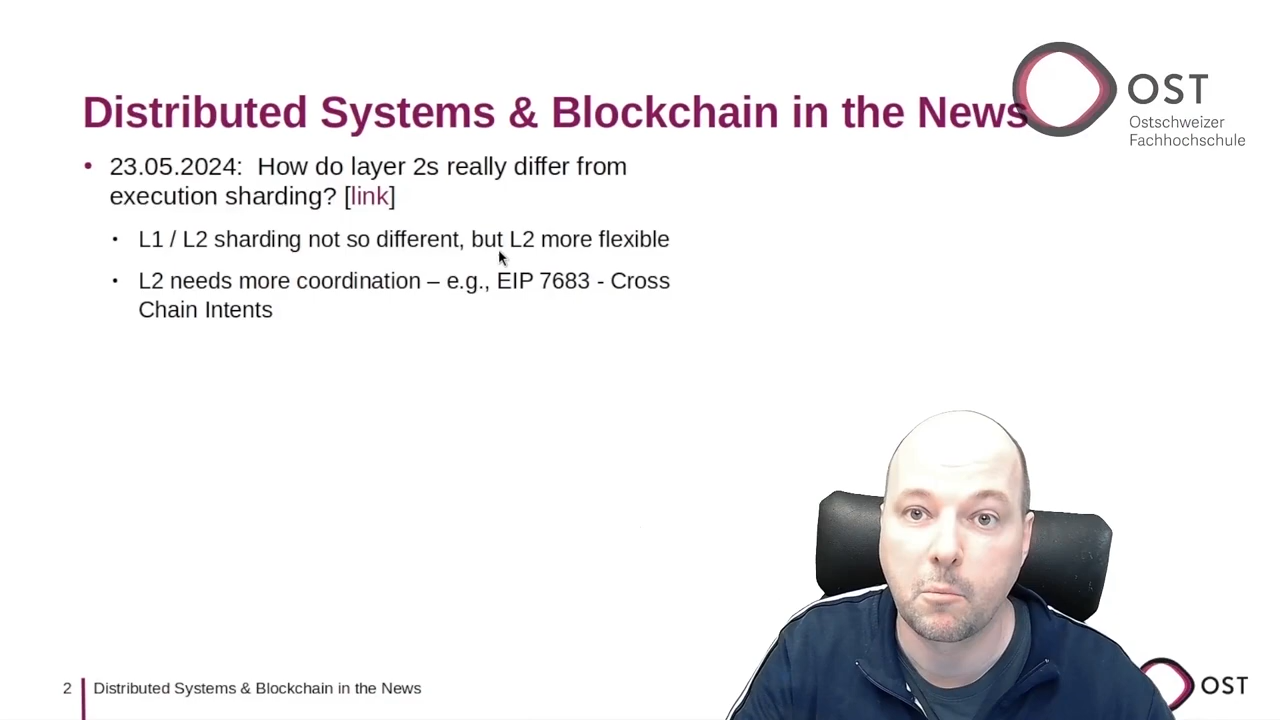 Distributed Systems & Blockchain in the News
OST
Ostschweizer
Fachhochschule
• 23.05.2024: How do layer 2s really differ from
execution sharding? [link]
• L1 / L2 sharding not so different, but L2 more flexible
• L2 needs more coordination – e.g., EIP 7683 - Cross
Chain Intents
2 Distributed Systems & Blockchain in the News
OST